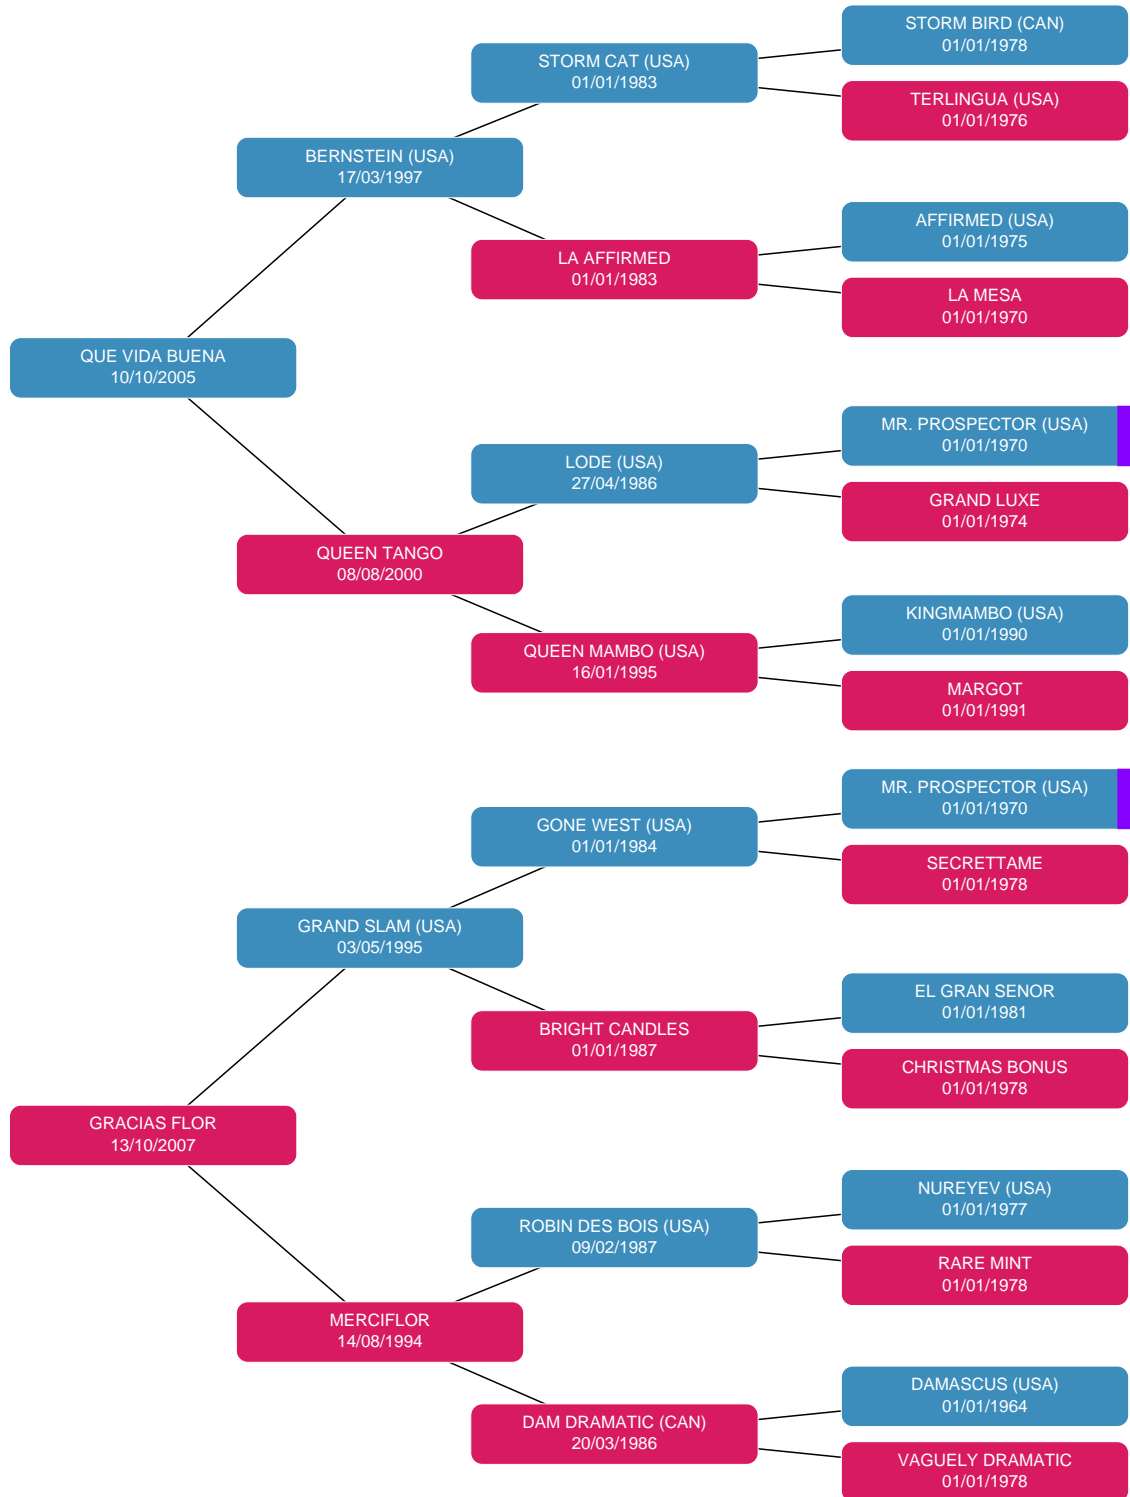 STORM BIRD (CAN)
01/01/1978
STORM CAT (USA)
01/01/1983
TERLINGUA (USA)
01/01/1976
BERNSTEIN (USA)
17/03/1997
AFFIRMED (USA)
01/01/1975
LA AFFIRMED
01/01/1983
LA MESA
01/01/1970
QUE VIDA BUENA
10/10/2005
MR. PROSPECTOR (USA)
01/01/1970
LODE (USA)
27/04/1986
GRAND LUXE
01/01/1974
QUEEN TANGO
08/08/2000
KINGMAMBO (USA)
01/01/1990
QUEEN MAMBO (USA)
16/01/1995
MARGOT
01/01/1991
MR. PROSPECTOR (USA)
01/01/1970
GONE WEST (USA)
01/01/1984
SECRETTAME
01/01/1978
GRAND SLAM (USA)
03/05/1995
EL GRAN SENOR
01/01/1981
BRIGHT CANDLES
01/01/1987
CHRISTMAS BONUS
01/01/1978
GRACIAS FLOR
13/10/2007
NUREYEV (USA)
01/01/1977
ROBIN DES BOIS (USA)
09/02/1987
RARE MINT
01/01/1978
MERCIFLOR
14/08/1994
DAMASCUS (USA)
01/01/1964
DAM DRAMATIC (CAN)
20/03/1986
VAGUELY DRAMATIC
01/01/1978